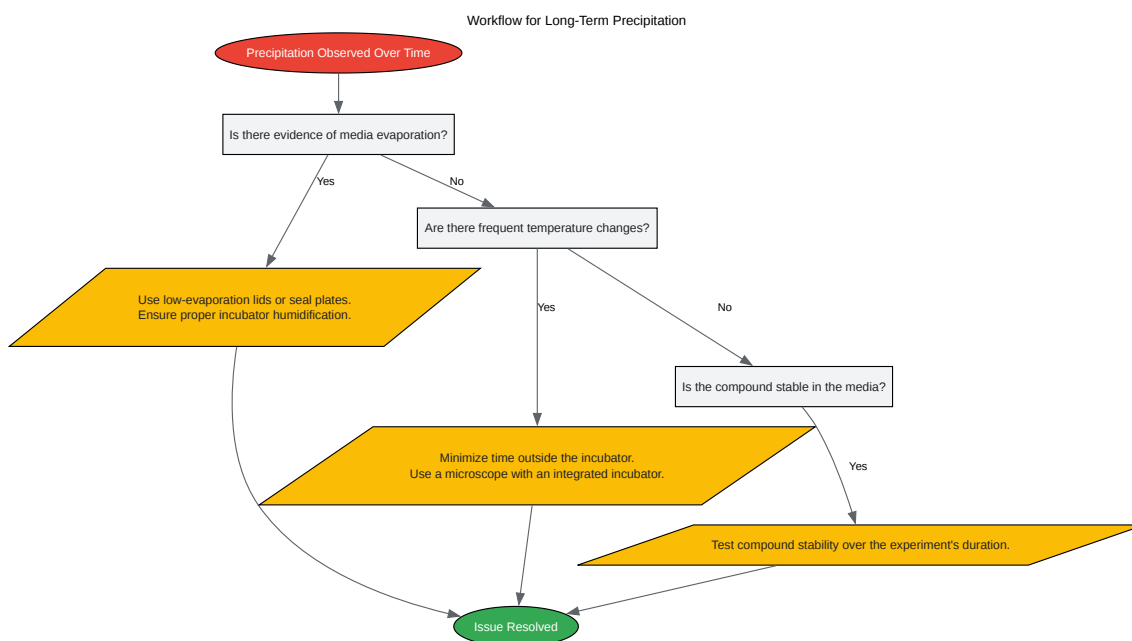 Workflow for Long-Term Precipitation
Precipitation Observed Over Time
Is there evidence of media evaporation?
Yes
No
Are there frequent temperature changes?
Use low-evaporation lids or seal plates.
Ensure proper incubator humidification.
Yes
No
Is the compound stable in the media?
Minimize time outside the incubator.
Use a microscope with an integrated incubator.
Yes
Test compound stability over the experiment's duration.
Issue Resolved